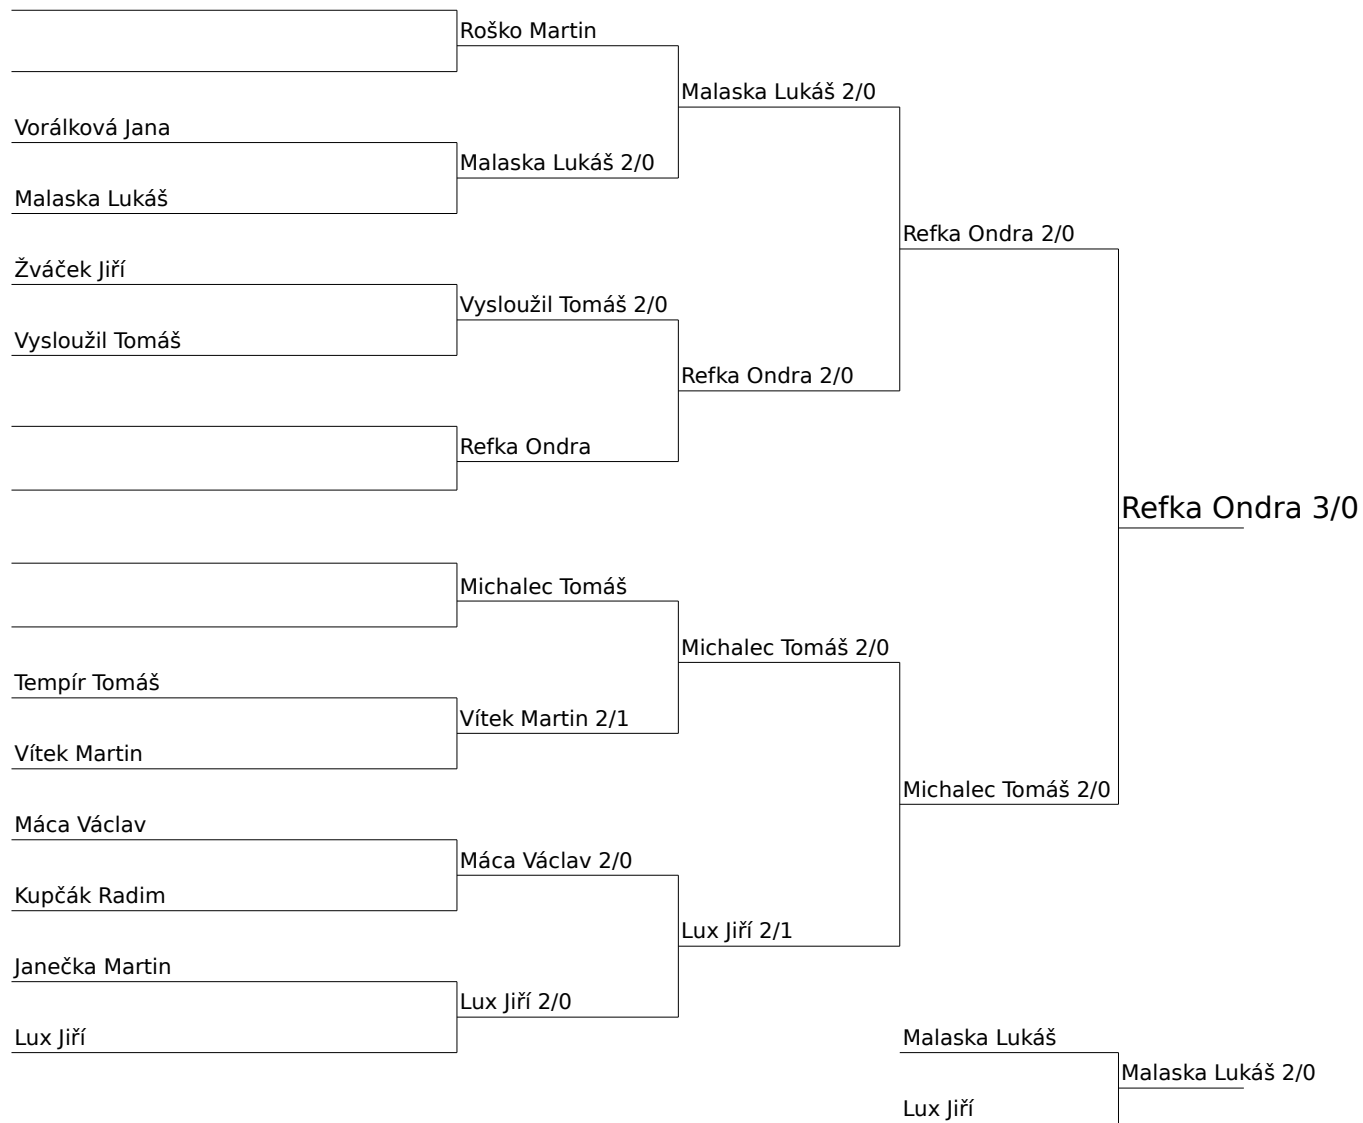 Roško Martin
Malaska Lukáš 2/0
Vorálková Jana
Malaska Lukáš 2/0
Malaska Lukáš
Refka Ondra 2/0
Žváček Jiří
Vysloužil Tomáš 2/0
Vysloužil Tomáš
Refka Ondra 2/0
Refka Ondra
Refka Ondra 3/0
Michalec Tomáš
Michalec Tomáš 2/0
Tempír Tomáš
Vítek Martin 2/1
Vítek Martin
Michalec Tomáš 2/0
Máca Václav
Máca Václav 2/0
Kupčák Radim
Lux Jiří 2/1
Janečka Martin
Lux Jiří 2/0
Lux Jiří
Malaska Lukáš
Malaska Lukáš 2/0
Lux Jiří